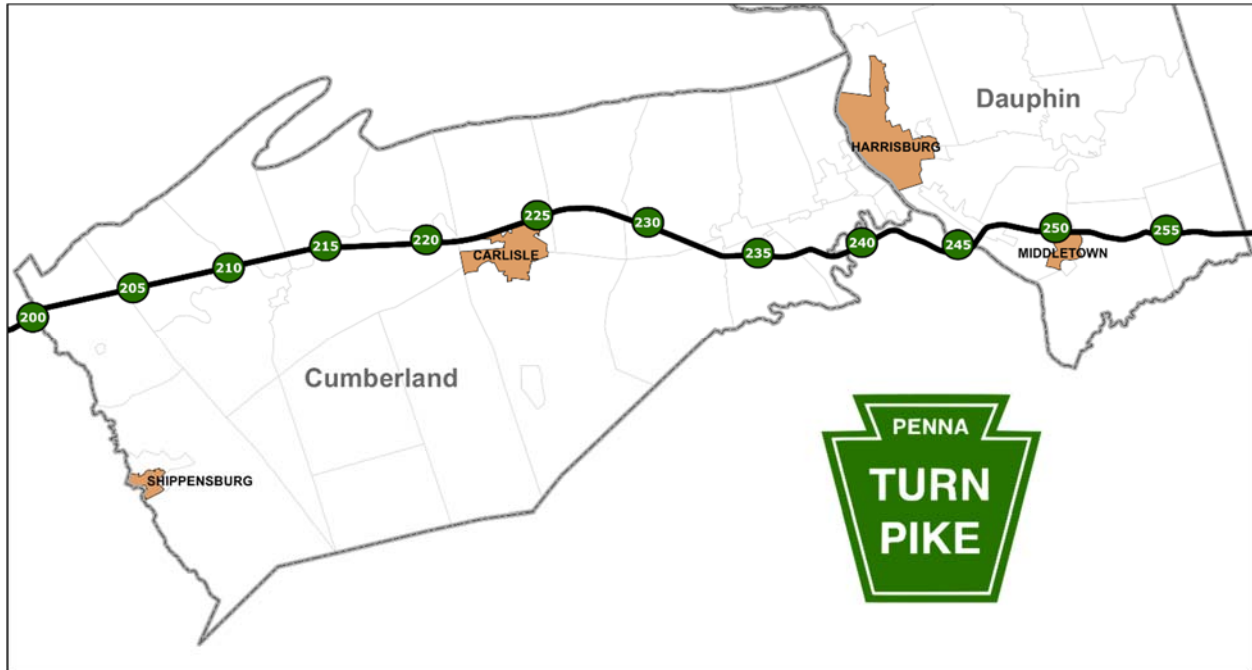 Dauphin
HARRISBURG
225
230
215
220
210
205
200
235
240
245
250
255
CARLISLE
MIDDLETOWN
Cumberland
SHIPPENSBURG
PENNA
TURN
PIKE